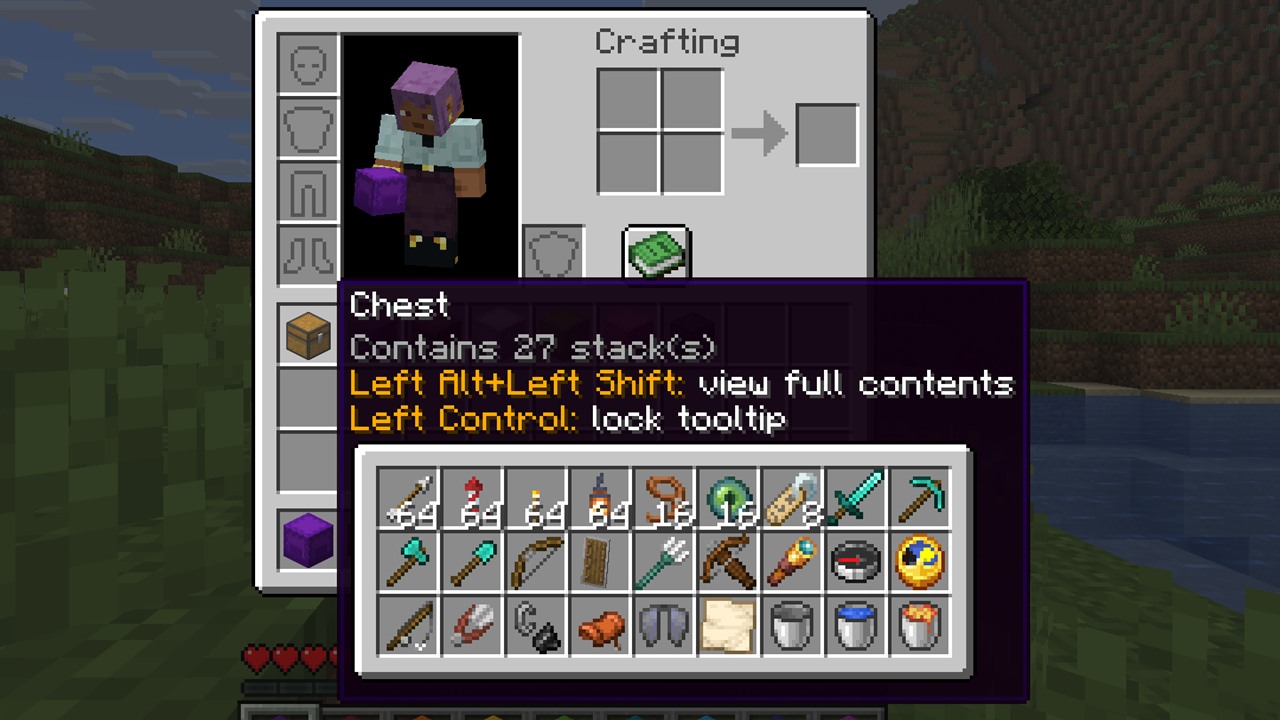 Crafting
Chest
Contains 27 stack(s)
Left Alt+Left Shift: view full contents
Left Control: lock tooltip
64 64 64 64 16 16 8